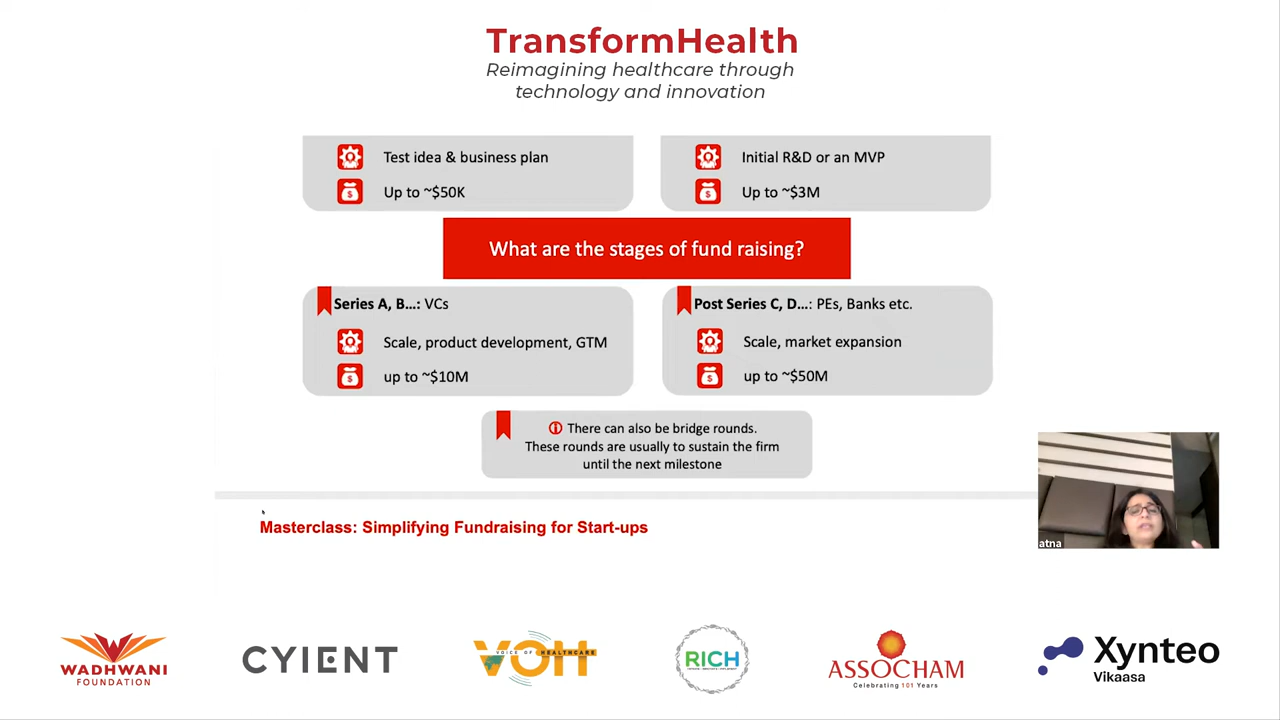 TransformHealth
Reimagining healthcare through
technology and innovation
Test idea & business plan
Up to ~$50K
Initial R&D or an MVP
Up to ~$3M
What are the stages of fund raising?
Series A, B...: VCs
Scale, product development, GTM
up to ~$10M
Post Series C, D...: PEs, Banks etc.
Scale, market expansion
up to ~$50M
There can also be bridge rounds.
These rounds are usually to sustain the firm
until the next milestone
Masterclass: Simplifying Fundraising for Start-ups
atna
WADHWANI
FOUNDATION
CYIENT
VOH
VOICE OF HEALTHCARE
RICH
ASSOCHAM
Celebrating 101 Years
Xynteo
Vikaasa